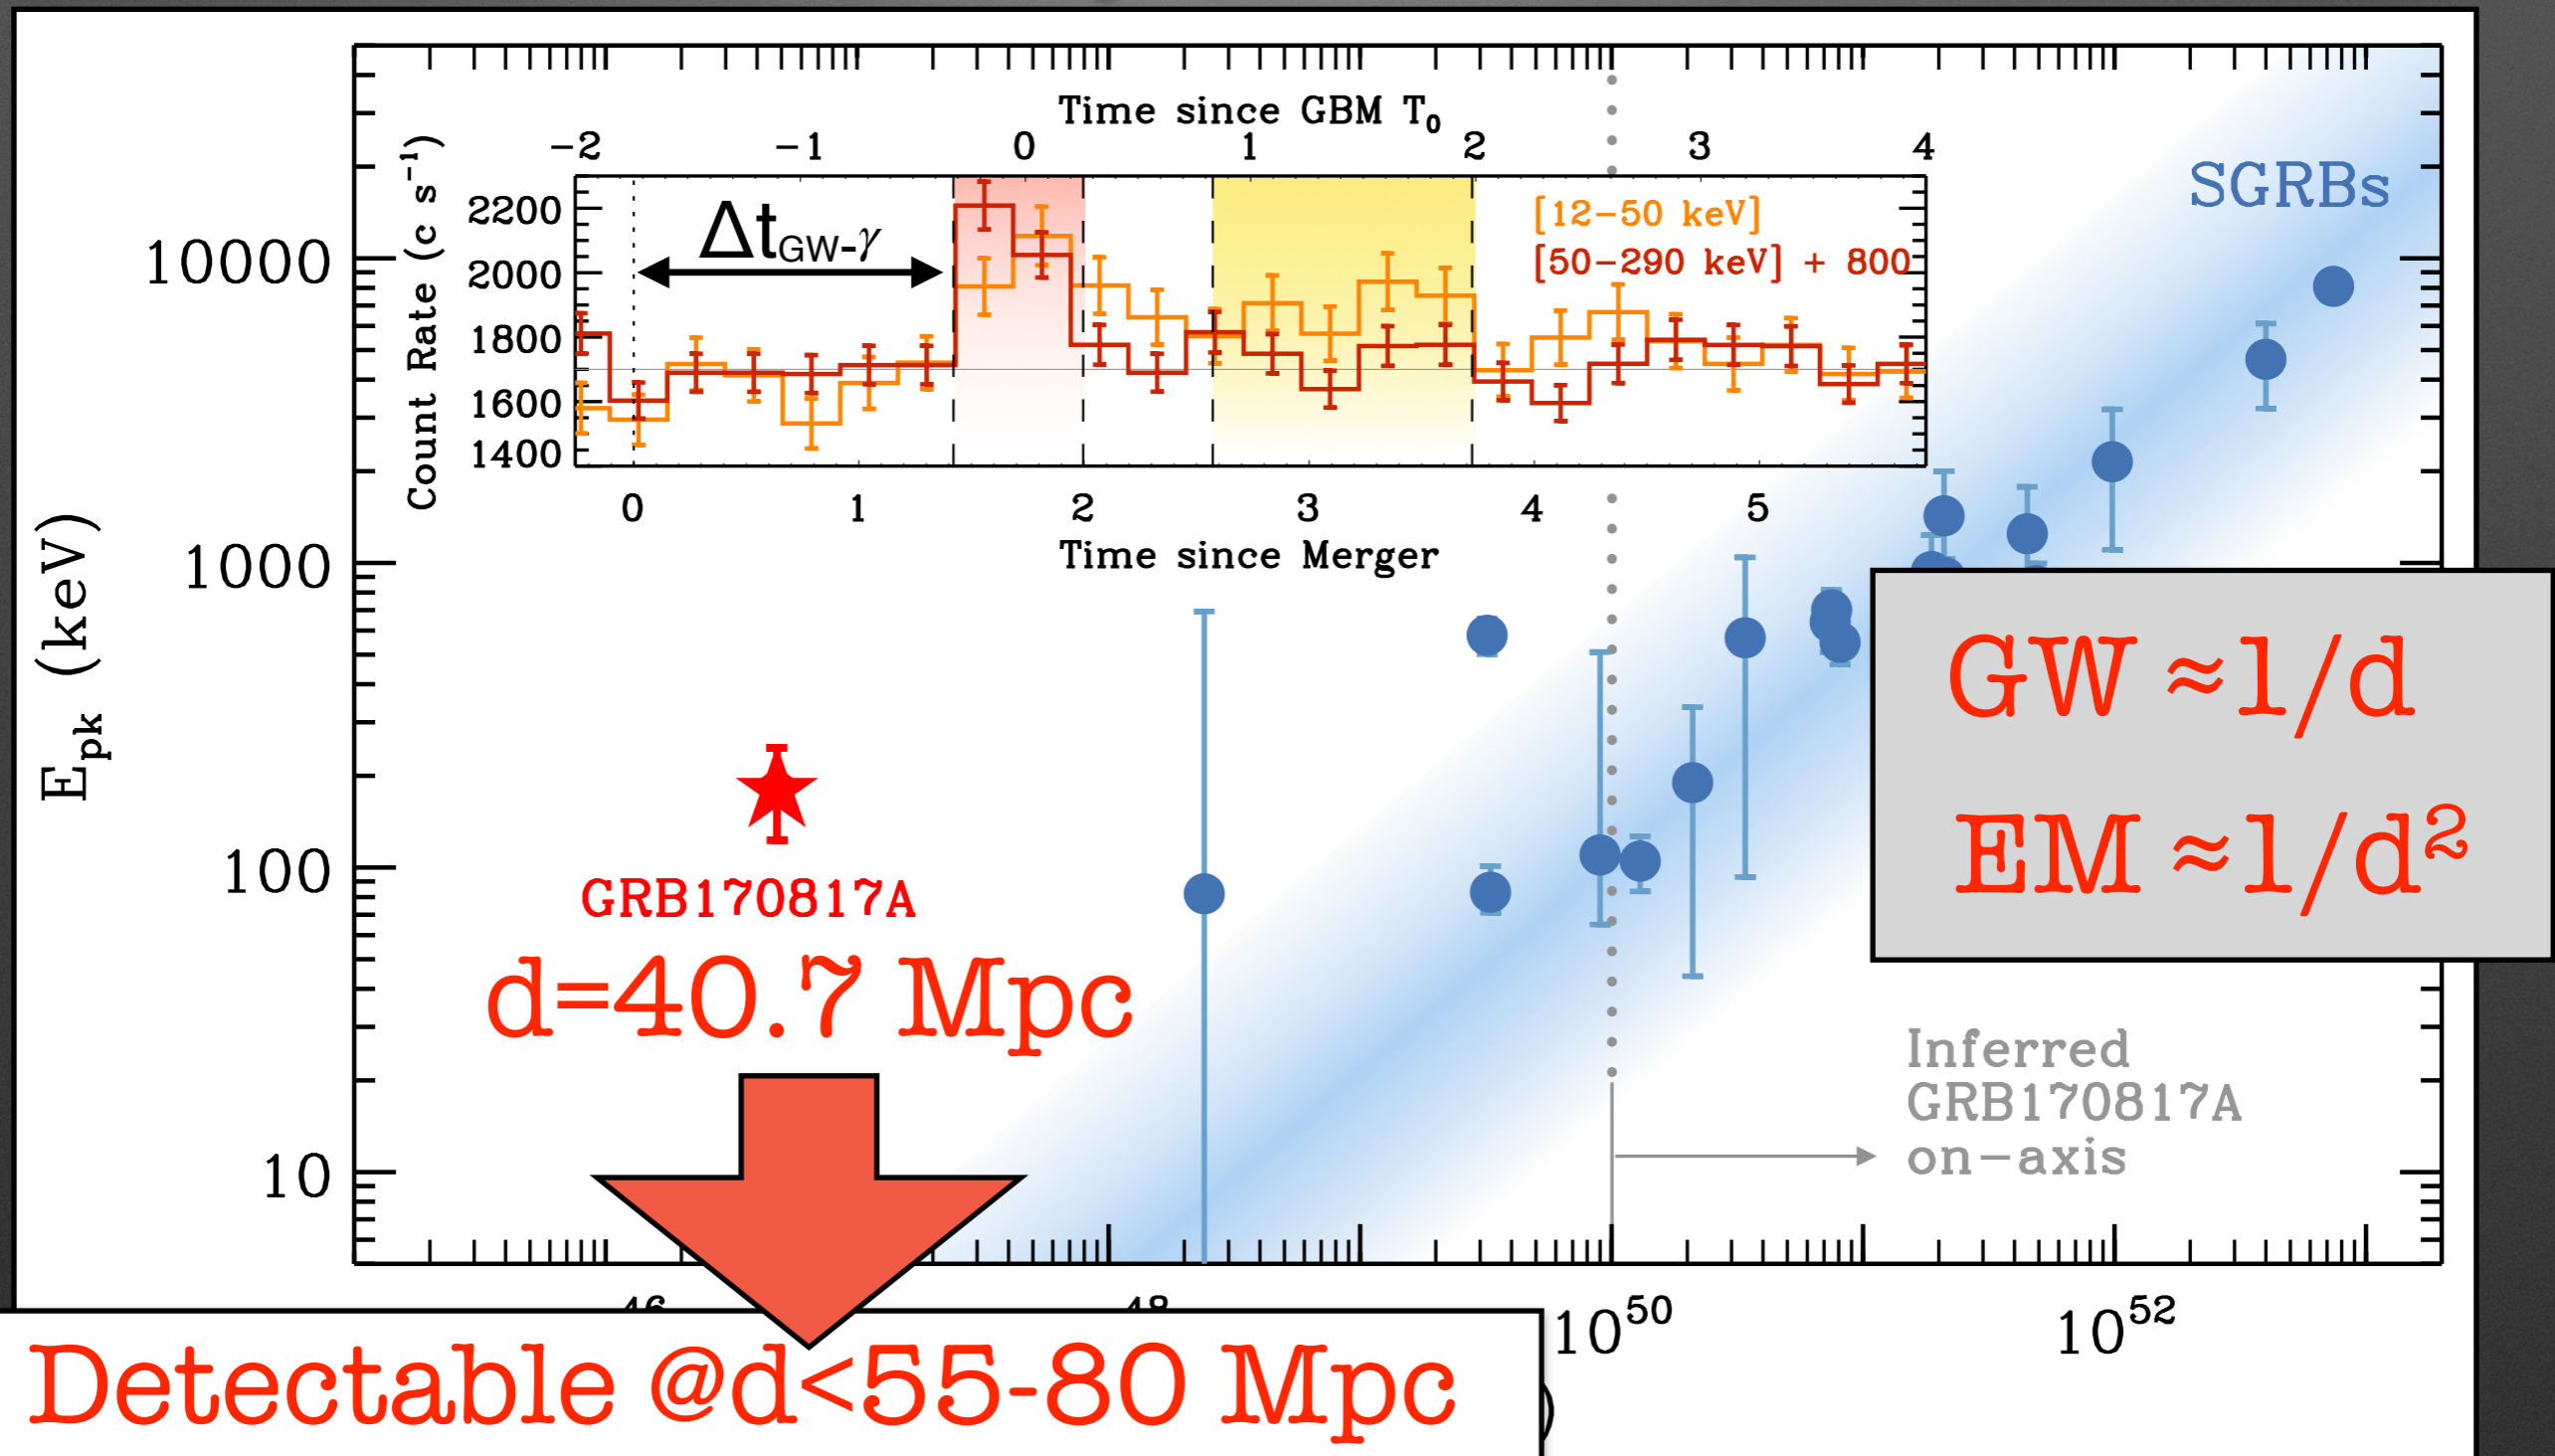 Time since GBM T₀
−2 −1 0 1 2 3 4
Count Rate (c s⁻¹)
2200
2000
1800
1600
1400
Δt_GW-γ
[12−50 keV]
[50−290 keV] + 800
0 1 2 3 4 5
Time since Merger
SGRBs
E_pk (keV)
10000
1000
100
10
GRB170817A
d=40.7 Mpc
GW ≈1/d
EM ≈1/d²
Inferred
GRB170817A
on−axis
10⁵⁰ 10⁵²
Detectable @d<55-80 Mpc
)